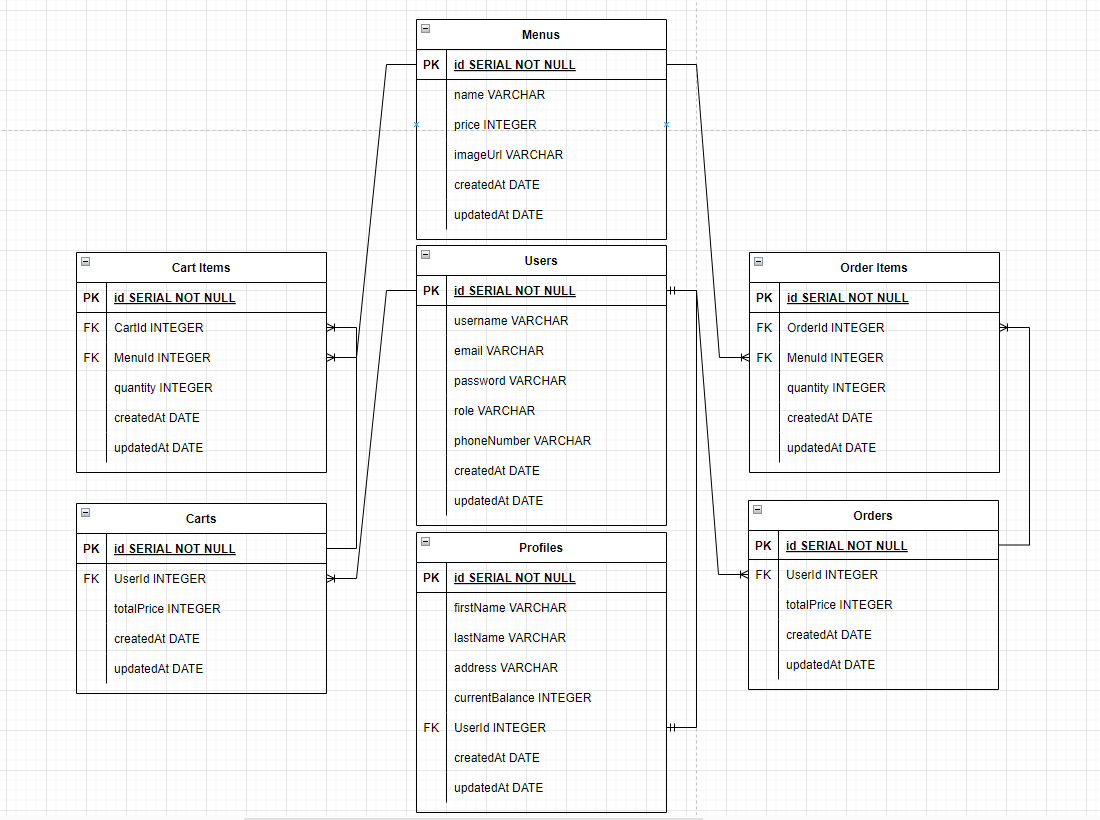 Menus
PK id SERIAL NOT NULL
name VARCHAR
price INTEGER
imageUrl VARCHAR
createdAt DATE
updatedAt DATE
Cart Items
PK id SERIAL NOT NULL
FK CartId INTEGER
FK MenuId INTEGER
quantity INTEGER
createdAt DATE
updatedAt DATE
Users
PK id SERIAL NOT NULL
username VARCHAR
email VARCHAR
password VARCHAR
role VARCHAR
phoneNumber VARCHAR
createdAt DATE
updatedAt DATE
Order Items
PK id SERIAL NOT NULL
FK OrderId INTEGER
FK MenuId INTEGER
quantity INTEGER
createdAt DATE
updatedAt DATE
Carts
PK id SERIAL NOT NULL
FK UserId INTEGER
totalPrice INTEGER
createdAt DATE
updatedAt DATE
Profiles
PK id SERIAL NOT NULL
firstName VARCHAR
lastName VARCHAR
address VARCHAR
currentBalance INTEGER
FK UserId INTEGER
createdAt DATE
updatedAt DATE
Orders
PK id SERIAL NOT NULL
FK UserId INTEGER
totalPrice INTEGER
createdAt DATE
updatedAt DATE